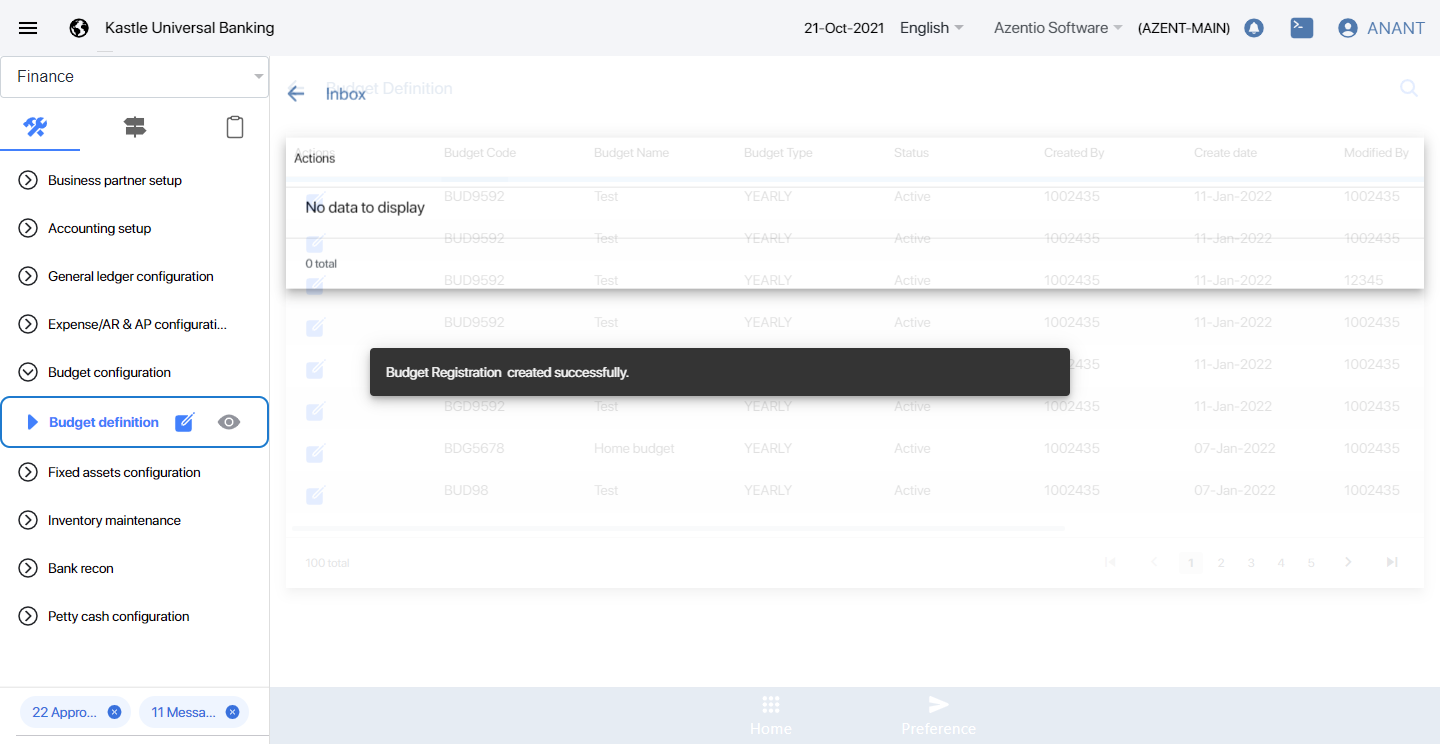 Kastle Universal Banking
21-Oct-2021 English Azentio Software (AZENT-MAIN) ANANT
Finance
Business partner setup
Accounting setup
General ledger configuration
Expense/AR & AP configurati...
Budget configuration
Budget definition
Fixed assets configuration
Inventory maintenance
Bank recon
Petty cash configuration
22 Appro...
11 Messa...
Budget Definition
Inbox
Actions Budget Code Budget Name Budget Type Status Created By Create date Modified By
Actions
BUD9592 Test YEARLY Active 1002435 11-Jan-2022 1002435
No data to display
BUD9592 Test YEARLY Active 1002435 11-Jan-2022 1002435
0 total
BUD9592 Test YEARLY Active 1002435 11-Jan-2022 12345
BUD9592 Test YEARLY Active 1002435 11-Jan-2022 1002435
2435 11-Jan-2022 1002435
Budget Registration created successfully.
BGD9592 Test YEARLY Active 1002435 11-Jan-2022 1002435
BDG5678 Home budget YEARLY Active 1002435 07-Jan-2022 1002435
BUD98 Test YEARLY Active 1002435 07-Jan-2022 1002435
100 total 1 2 3 4 5
Home
Preference